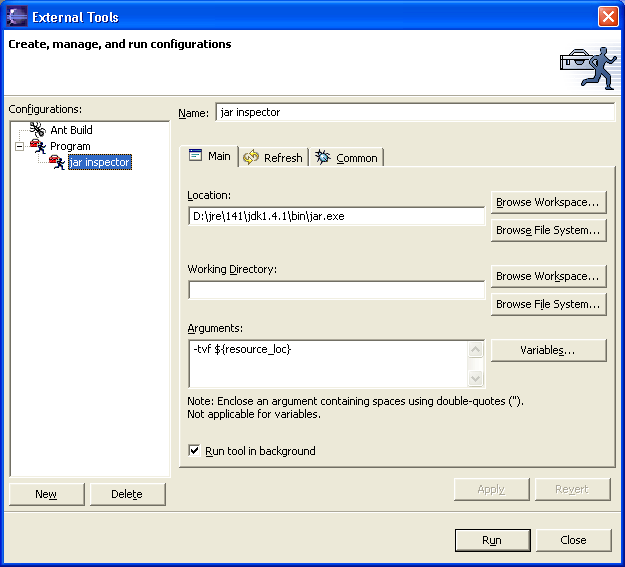 External Tools
Create, manage, and run configurations
Configurations:
Ant Build
Program
jar inspector
New
Delete
Name:
jar inspector
Main
Refresh
Common
Location:
D:\jre\141\jdk1.4.1\bin\jar.exe
Browse Workspace...
Browse File System...
Working Directory:
Browse Workspace...
Browse File System...
Arguments:
-tvf ${resource_loc}
Variables...
Note: Enclose an argument containing spaces using double-quotes (").
Not applicable for variables.
Run tool in background
Apply
Revert
Run
Close